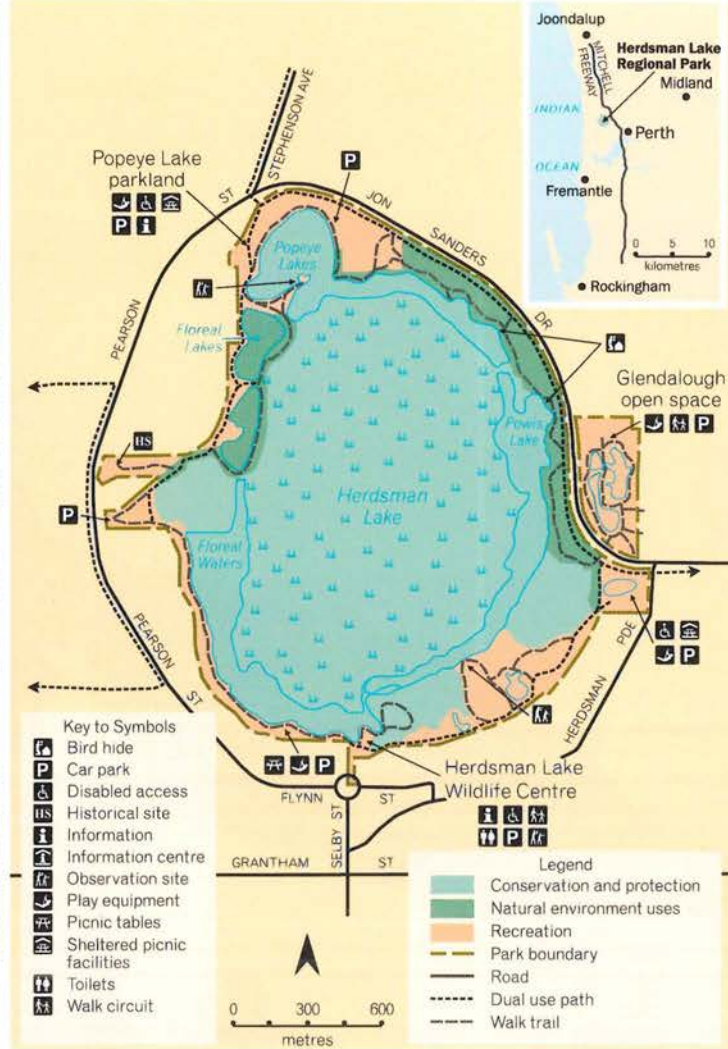 Joondalup
MITCHELL
FREEWAY
Herdsman Lake
Regional Park
Midland
INDIAN
Perth
OCEAN
Fremantle
0 5 10
kilometres
Rockingham
STEPHENSON AVE
Popeye Lake
parkland
P i
P
ST
JON
SANDERS
DR
Popeye
Lakes
Floreal
Lakes
PEARSON
HS
P
Glendalough
open space
P
Powis
Lake
Herdsman
Lake
Floreal
Waters
PEARSON
ST
PDE
P
HERDSMAN
P
Herdsman Lake
Wildlife Centre
i
P
FLYNN
ST
SELBY ST
GRANTHAM
ST
Key to Symbols
Bird hide
P Car park
Disabled access
HS Historical site
i Information
i Information centre
Observation site
Play equipment
Picnic tables
Sheltered picnic
facilities
Toilets
Walk circuit
0 300 600
metres
Legend
Conservation and protection
Natural environment uses
Recreation
Park boundary
Road
Dual use path
Walk trail